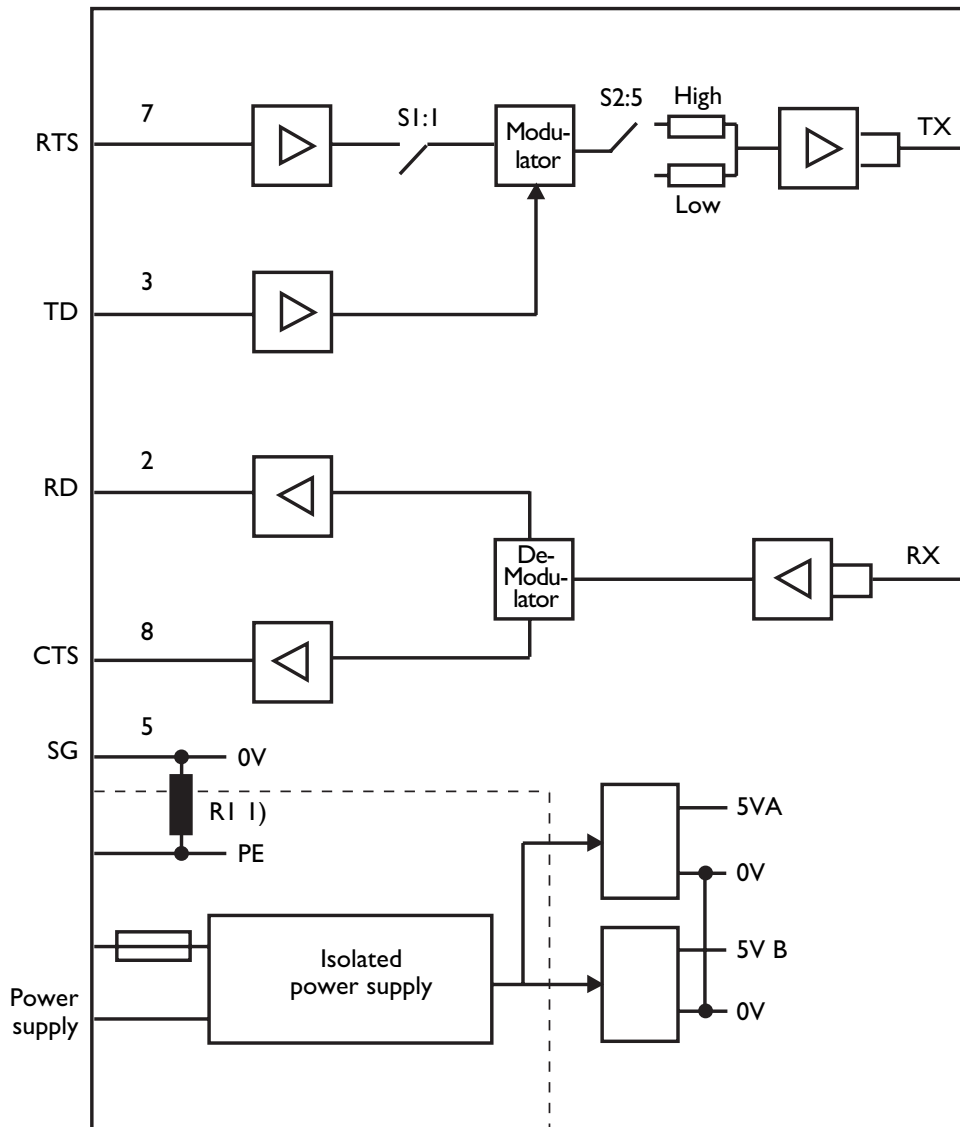 7
S2:5
High
TX
RTS
S1:1
Modu-
lator
Low
3
TD
2
RD
De-
Modu-
lator
RX
8
CTS
5
SG
0V
R1 1)
PE
5VA
0V
Isolated
power supply
5V B
0V
Power
supply